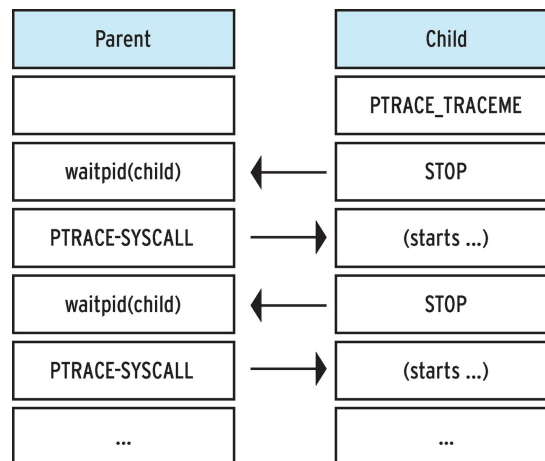 Parent
Child
PTRACE_TRACEME
waitpid(child)
STOP
PTRACE-SYSCALL
(starts ...)
waitpid(child)
STOP
PTRACE-SYSCALL
(starts ...)
...
...